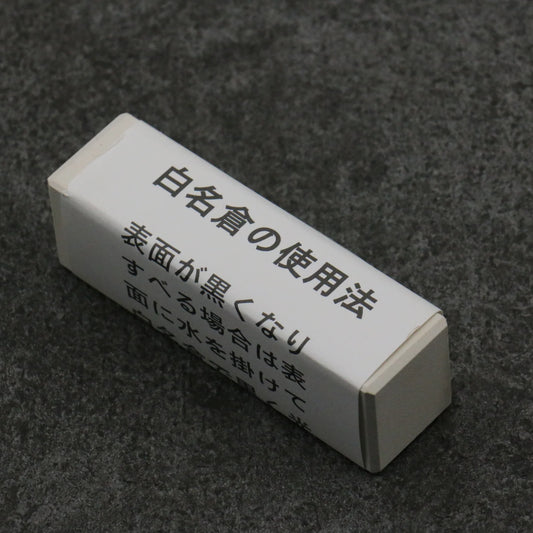 白名倉の使用法
表面が黒くなり
すべる場合は表
面に水を掛けて